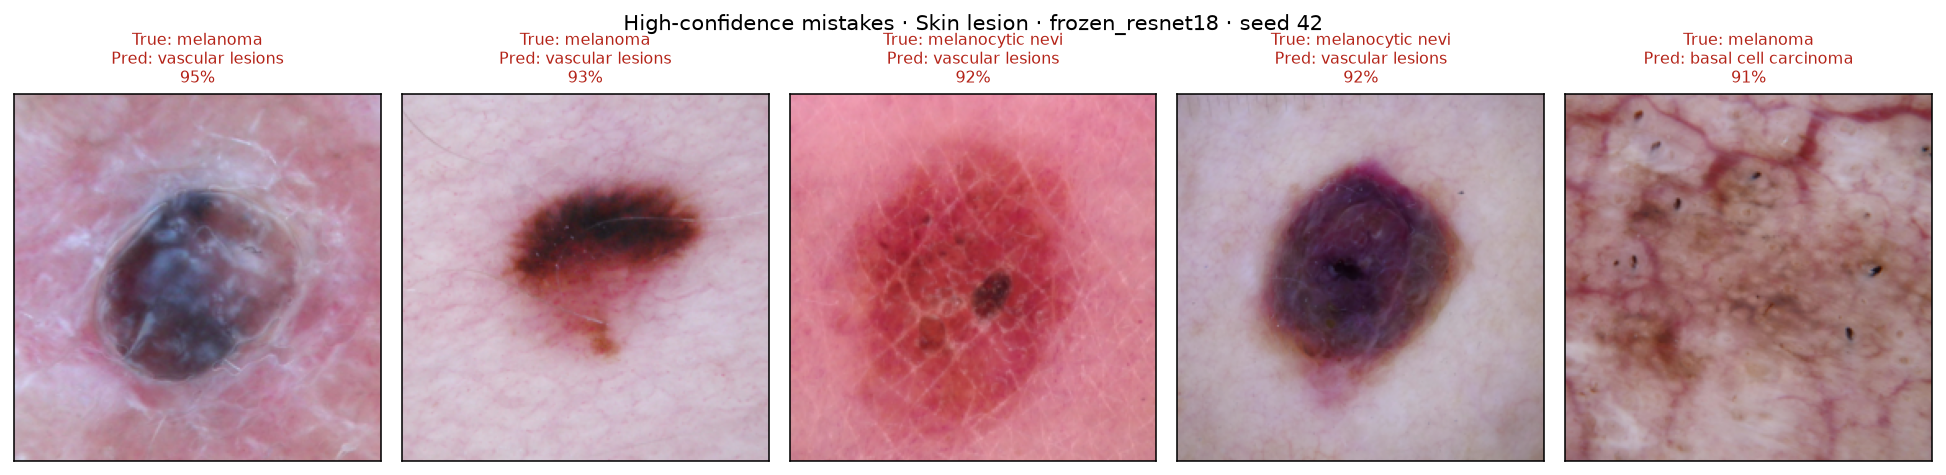 High-confidence mistakes · Skin lesion · frozen_resnet18 · seed 42
True: melanoma
Pred: vascular lesions
95%
True: melanoma
Pred: vascular lesions
93%
True: melanocytic nevi
Pred: vascular lesions
92%
True: melanocytic nevi
Pred: vascular lesions
92%
True: melanoma
Pred: basal cell carcinoma
91%